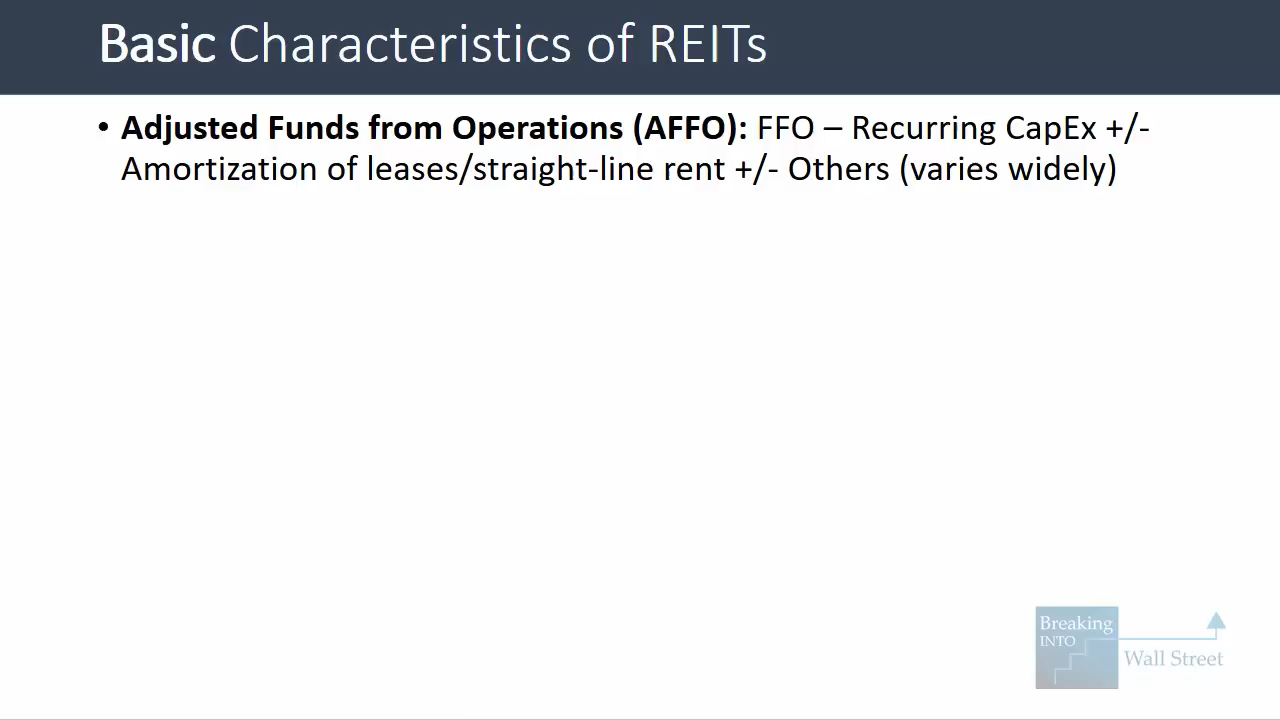 Basic Characteristics of REITs
• Adjusted Funds from Operations (AFFO): FFO – Recurring CapEx +/-
Amortization of leases/straight-line rent +/- Others (varies widely)
Breaking
INTO
Wall Street